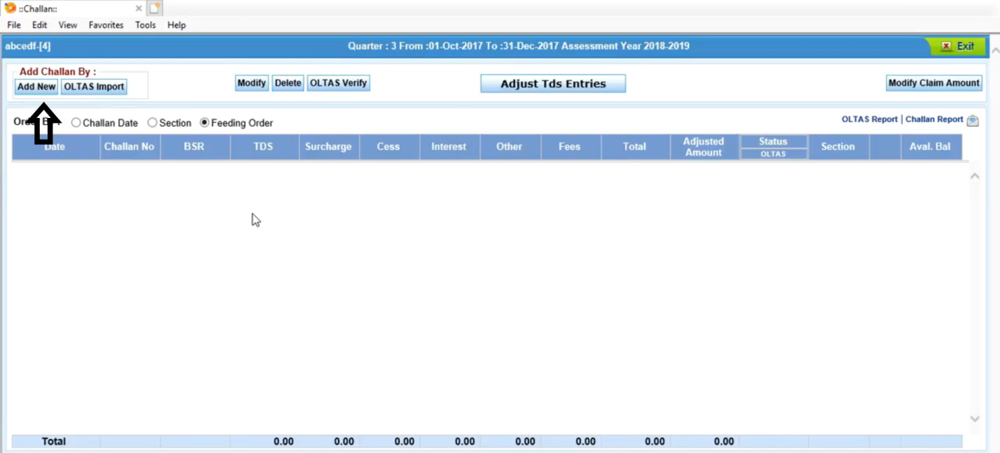 ::Challan::
File Edit View Favorites Tools Help
abcedf-[4] Quarter : 3 From :01-Oct-2017 To :31-Dec-2017 Assessment Year 2018-2019 Exit
Add Challan By :
Add New OLTAS Import Modify Delete OLTAS Verify Adjust Tds Entries Modify Claim Amount
Challan Date Section Feeding Order OLTAS Report | Challan Report
Date Challan No BSR TDS Surcharge Cess Interest Other Fees Total Adjusted Amount Status OLTAS Section Aval. Bal
Total 0.00 0.00 0.00 0.00 0.00 0.00 0.00 0.00